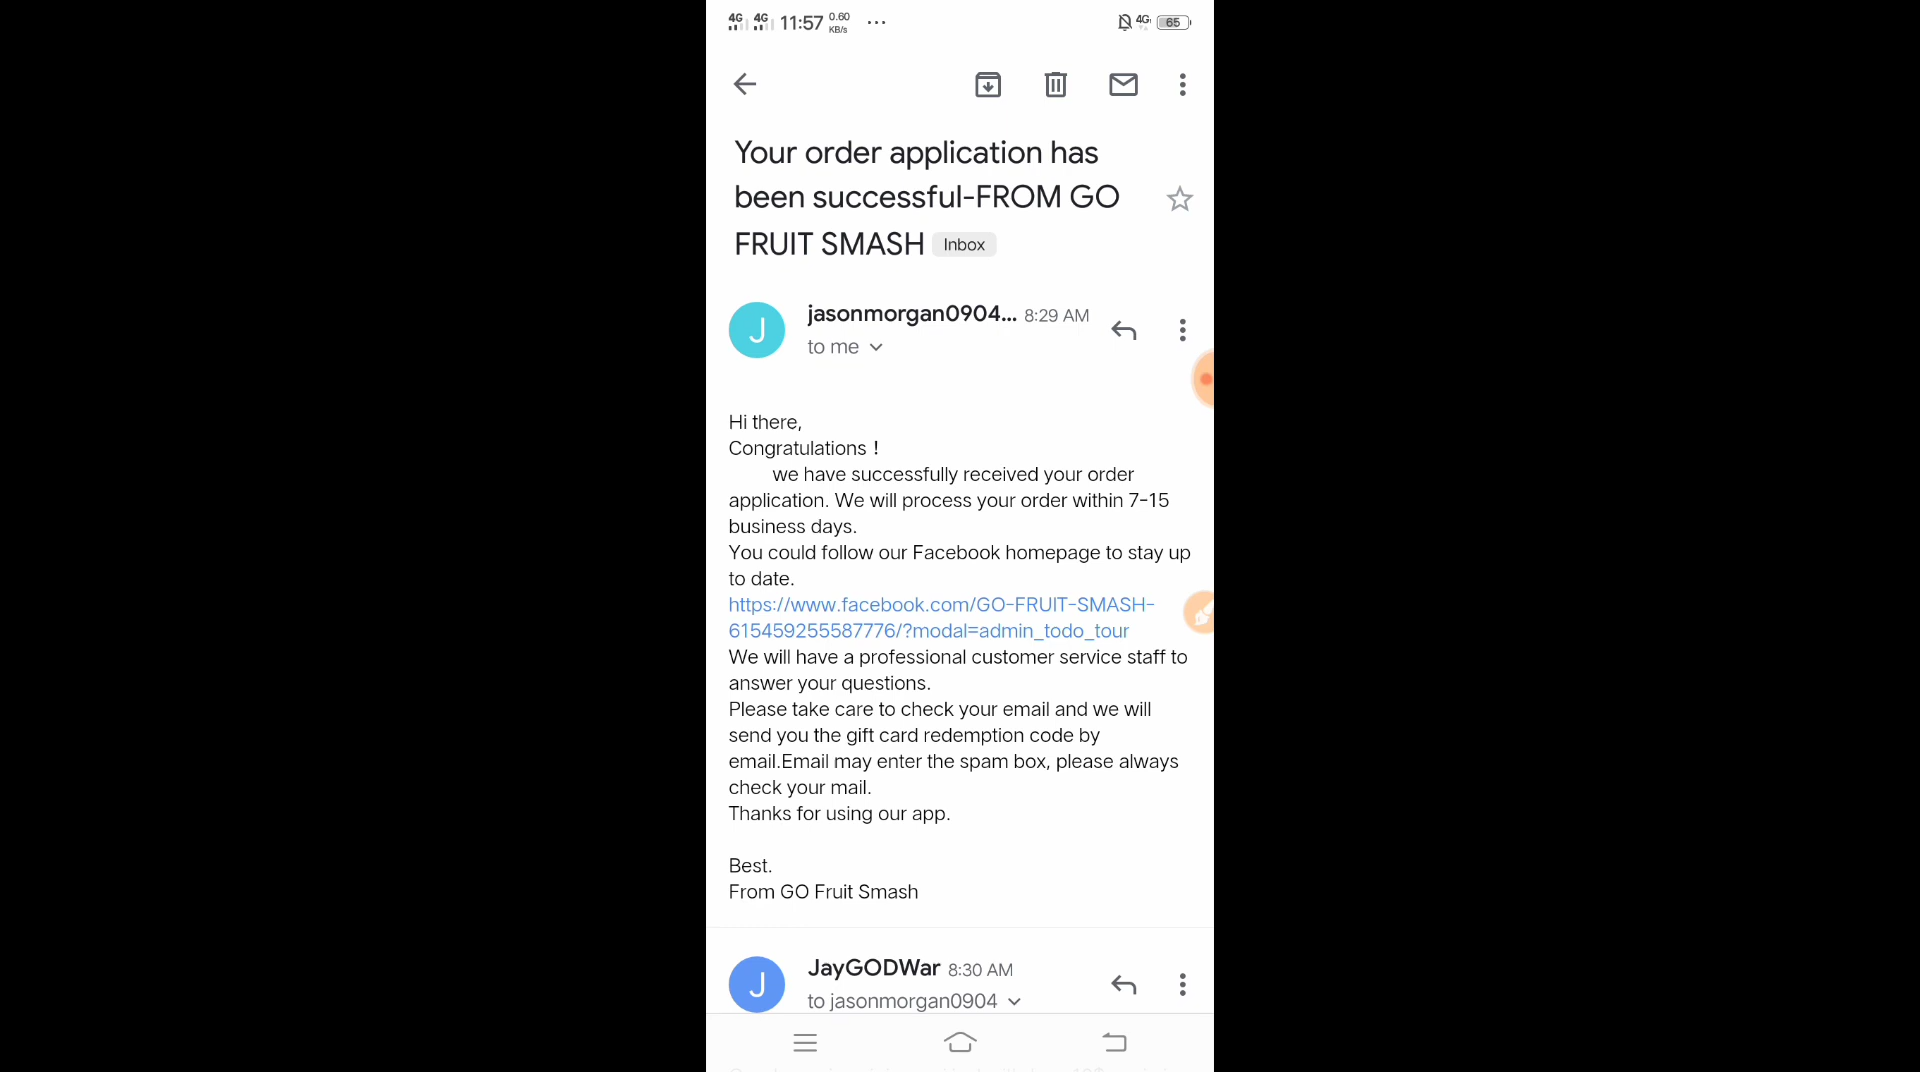 4G 4G 11:57 0.60 KB/s ... 4G 65
Your order application has
been successful-FROM GO
FRUIT SMASH Inbox
J jasonmorgan0904... 8:29 AM
to me
Hi there,
Congratulations！
we have successfully received your order
application. We will process your order within 7-15
business days.
You could follow our Facebook homepage to stay up
to date.
https://www.facebook.com/GO-FRUIT-SMASH-
615459255587776/?modal=admin_todo_tour
We will have a professional customer service staff to
answer your questions.
Please take care to check your email and we will
send you the gift card redemption code by
email.Email may enter the spam box, please always
check your mail.
Thanks for using our app.
Best.
From GO Fruit Smash
J JayGODWar 8:30 AM
to jasonmorgan0904